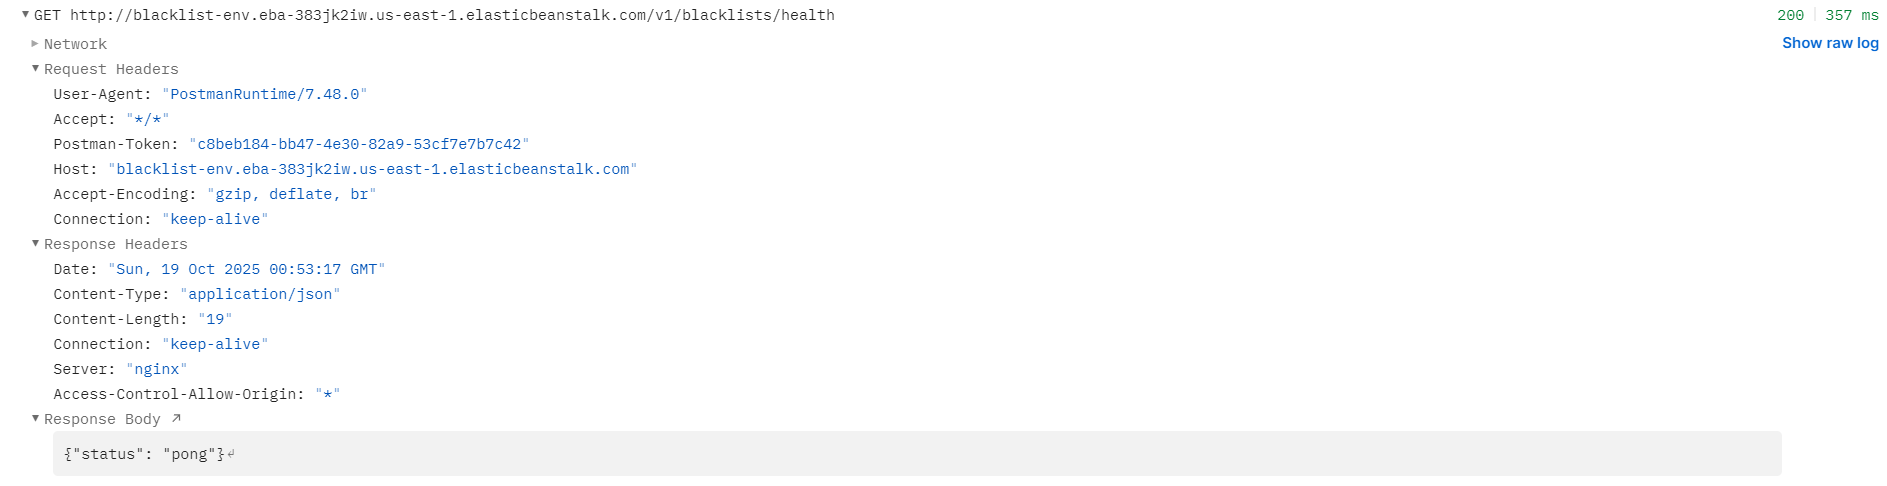 GET http://blacklist-env.eba-383jk2iw.us-east-1.elasticbeanstalk.com/v1/blacklists/health 200 357 ms
Network Show raw log
Request Headers
User-Agent: "PostmanRuntime/7.48.0"
Accept: "*/*"
Postman-Token: "c8beb184-bb47-4e30-82a9-53cf7e7b7c42"
Host: "blacklist-env.eba-383jk2iw.us-east-1.elasticbeanstalk.com"
Accept-Encoding: "gzip, deflate, br"
Connection: "keep-alive"
Response Headers
Date: "Sun, 19 Oct 2025 00:53:17 GMT"
Content-Type: "application/json"
Content-Length: "19"
Connection: "keep-alive"
Server: "nginx"
Access-Control-Allow-Origin: "*"
Response Body ↗
{"status": "pong"}↲